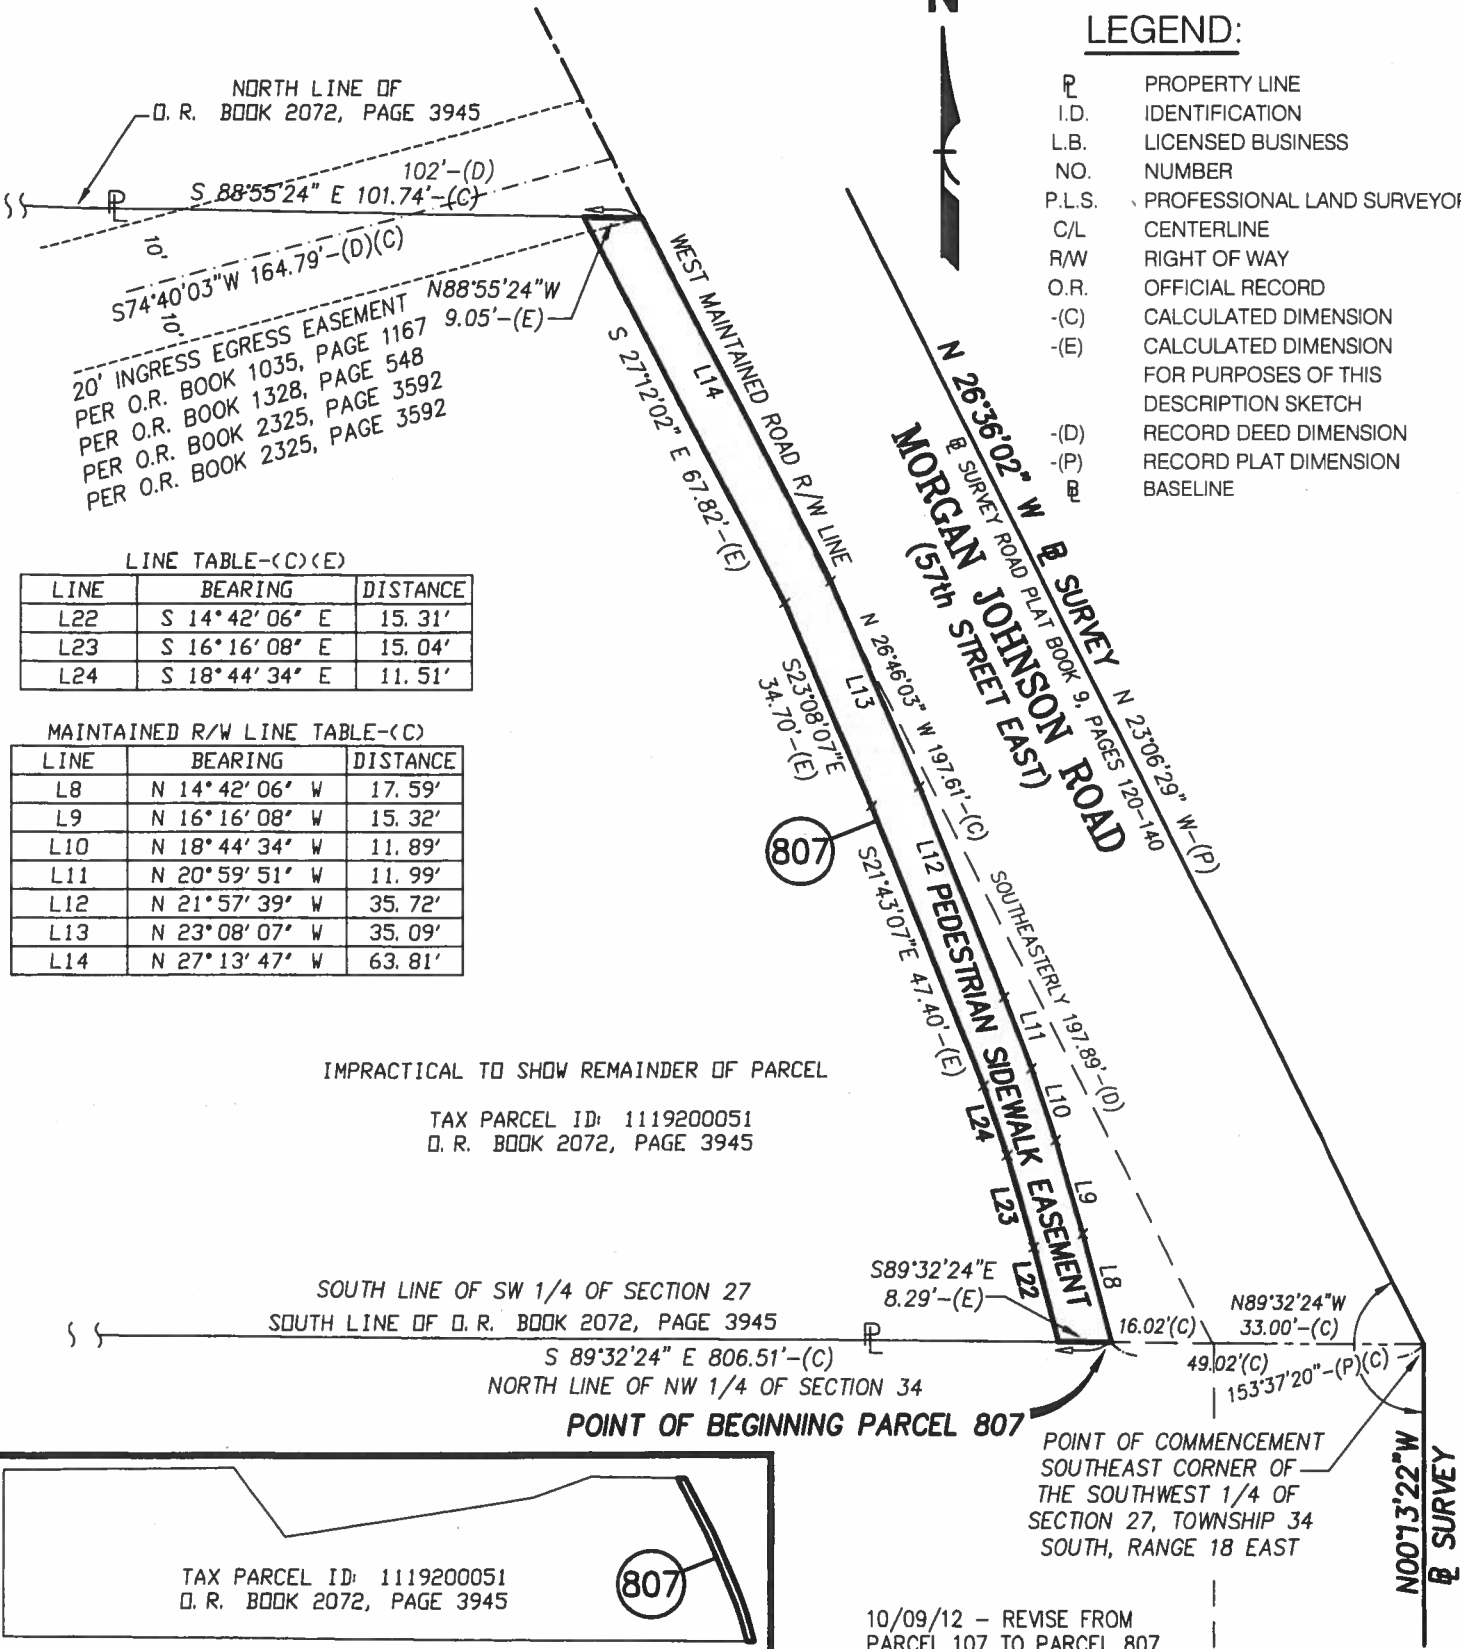 N
LEGEND:
PL PROPERTY LINE
I.D. IDENTIFICATION
L.B. LICENSED BUSINESS
NO. NUMBER
P.L.S. PROFESSIONAL LAND SURVEYOR
C/L CENTERLINE
R/W RIGHT OF WAY
O.R. OFFICIAL RECORD
-(C) CALCULATED DIMENSION
-(E) CALCULATED DIMENSION
FOR PURPOSES OF THIS
DESCRIPTION SKETCH
-(D) RECORD DEED DIMENSION
-(P) RECORD PLAT DIMENSION
BL BASELINE
NORTH LINE OF
O. R. BOOK 2072, PAGE 3945
102'-(D)
S 88°55'24" E 101.74'-(C)
PL
10'
S74°40'03"W 164.79'-(D)(C)
10'
N88°55'24"W
9.05'-(E)
20' INGRESS EGRESS EASEMENT
PER O.R. BOOK 1035, PAGE 1167
PER O.R. BOOK 1328, PAGE 548
PER O.R. BOOK 2325, PAGE 3592
PER O.R. BOOK 2325, PAGE 3592
WEST MAINTAINED ROAD R/W LINE
L14
S 27°12'02" E 67.82'-(E)
N 26°36'02" W BL SURVEY N 23°06'29" W-(P)
BL SURVEY ROAD PLAT BOOK 9, PAGES 120-140
MORGAN JOHNSON ROAD
(57th STREET EAST)
LINE TABLE-(C)(E)
LINE BEARING DISTANCE
L22 S 14°42'06" E 15.31'
L23 S 16°16'08" E 15.04'
L24 S 18°44'34" E 11.51'
MAINTAINED R/W LINE TABLE-(C)
LINE BEARING DISTANCE
L8 N 14°42'06" W 17.59'
L9 N 16°16'08" W 15.32'
L10 N 18°44'34" W 11.89'
L11 N 20°59'51" W 11.99'
L12 N 21°57'39" W 35.72'
L13 N 23°08'07" W 35.09'
L14 N 27°13'47" W 63.81'
S23°08'07"E
34.70'-(E)
L13
N 26°46'03" W 197.61'-(C)
807
S21°43'07"E 47.40'-(E)
L12
PEDESTRIAN SIDEWALK EASEMENT
SOUTHEASTERLY 197.89'-(D)
L11
L10
L9
L8
L24
L23
L22
IMPRACTICAL TO SHOW REMAINDER OF PARCEL
TAX PARCEL ID: 1119200051
O. R. BOOK 2072, PAGE 3945
S89°32'24"E
8.29'-(E)
SOUTH LINE OF SW 1/4 OF SECTION 27
SOUTH LINE OF O. R. BOOK 2072, PAGE 3945
PL
S 89°32'24" E 806.51'-(C)
NORTH LINE OF NW 1/4 OF SECTION 34
16.02'(C)
N89°32'24"W
33.00'-(C)
49.02'(C)
153°37'20"-(P)(C)
POINT OF BEGINNING PARCEL 807
POINT OF COMMENCEMENT
SOUTHEAST CORNER OF
THE SOUTHWEST 1/4 OF
SECTION 27, TOWNSHIP 34
SOUTH, RANGE 18 EAST
N00°13'22"W
BL SURVEY
TAX PARCEL ID: 1119200051
O. R. BOOK 2072, PAGE 3945
807
10/09/12 - REVISE FROM
PARCEL 107 TO PARCEL 807